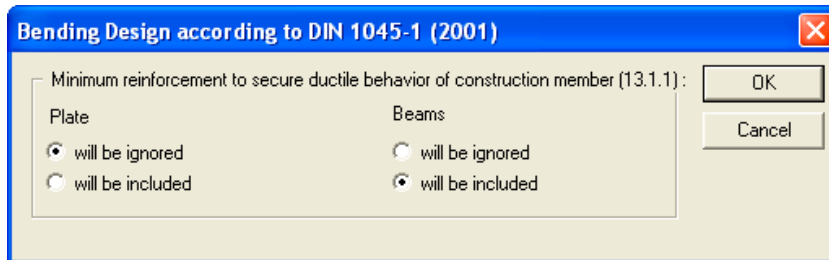 Bending Design according to DIN 1045-1 (2001)
Minimum reinforcement to secure ductile behavior of construction member (13.1.1) :
OK
Plate
Beams
Cancel
will be ignored
will be ignored
will be included
will be included